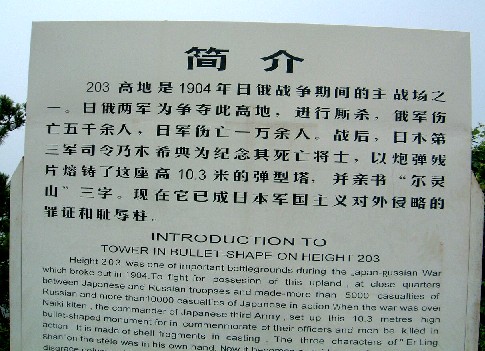 简介
203 高地是1904年日俄战争期间的主战场之
一。日俄两军为争夺此高地，进行厮杀，俄军伤
亡五千余人，日军伤亡一万余人。战后，日本第
三军司令乃木希典为纪念其死亡将士，以炮弹残
片熔铸了这座高10.3米的弹型塔，并亲书“尔灵
山”三字。现在它已成日本军国主义对外侵略的
罪证和耻辱柱.
INTRODUCTION TO
TOWER IN BULLET SHAPE ON HEIGHT 203
Height 203 was one of important battlegrounds during the Japan-russian War
which broke out in 1904.To fight for possesion of this upland, at close quarters
between Japanese and Russian troopses and made-more than 5000 casualties of
Russian and more than10000 casualties of Japanese in action When the war was over
Naiki kiten, the commander of Japanese third Army, set up this 10.3 metres high
bullet-shaped monument for in commemorate of their officers and men be killed in
action. It is made of shell fragments in casting. The three characters of "Er Ling
shan" on the stele was in his own hand. Now it